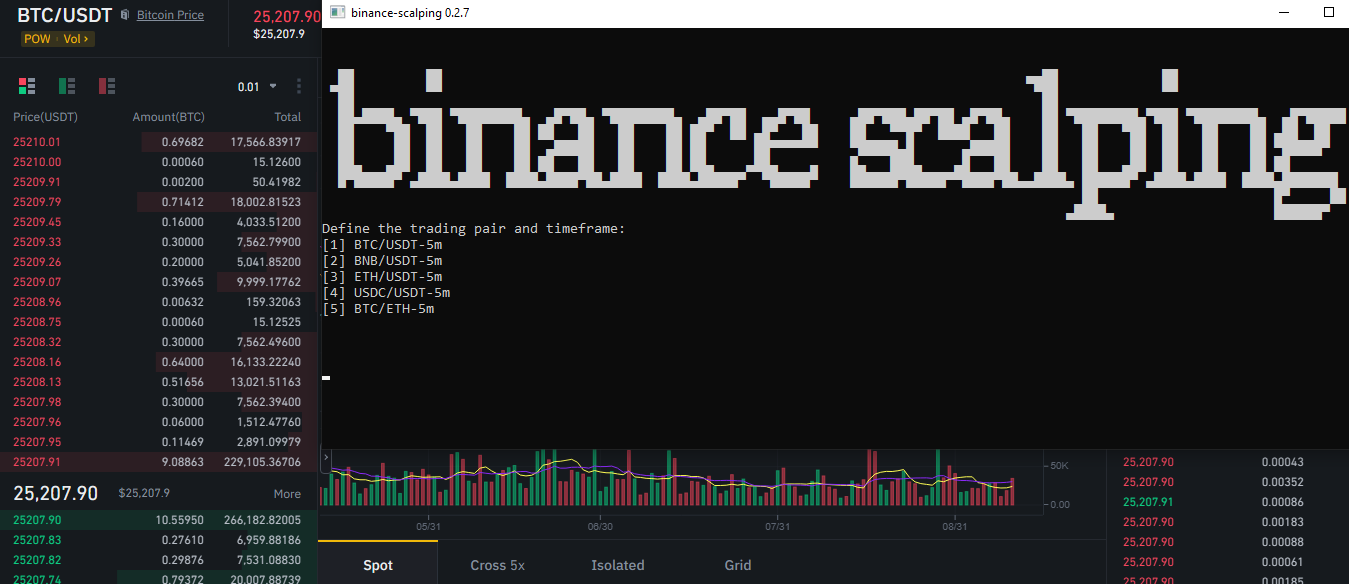 BTC/USDT Bitcoin Price
POW Vol
25,207.90
$25,207.9
0.01
Price(USDT) Amount(BTC) Total
25210.01 0.69682 17,566.83917
25210.00 0.00060 15.12600
25209.91 0.00200 50.41982
25209.79 0.71412 18,002.81523
25209.45 0.16000 4,033.51200
25209.33 0.30000 7,562.79900
25209.26 0.20000 5,041.85200
25209.07 0.39665 9,999.17762
25208.96 0.00632 159.32063
25208.75 0.00060 15.12525
25208.32 0.30000 7,562.49600
25208.16 0.64000 16,133.22240
25208.13 0.51656 13,021.51163
25207.98 0.30000 7,562.39400
25207.96 0.06000 1,512.47760
25207.95 0.11469 2,891.09979
25207.91 9.08863 229,105.36706
25,207.90 $25,207.9 More
25207.90 10.55950 266,182.82005
25207.83 0.27610 6,959.88186
25207.82 0.29876 7,531.08830
25207.74 0.79372 20,007.88739
binance-scalping 0.2.7
binance scalping
Define the trading pair and timeframe:
[1] BTC/USDT-5m
[2] BNB/USDT-5m
[3] ETH/USDT-5m
[4] USDC/USDT-5m
[5] BTC/ETH-5m
50K
0.00
05/31 06/30 07/31 08/31
Spot Cross 5x Isolated Grid
25,207.90 0.00043
25,207.90 0.00352
25,207.91 0.00086
25,207.90 0.00183
25,207.90 0.00088
25,207.90 0.00061
25,207.90 0.00185